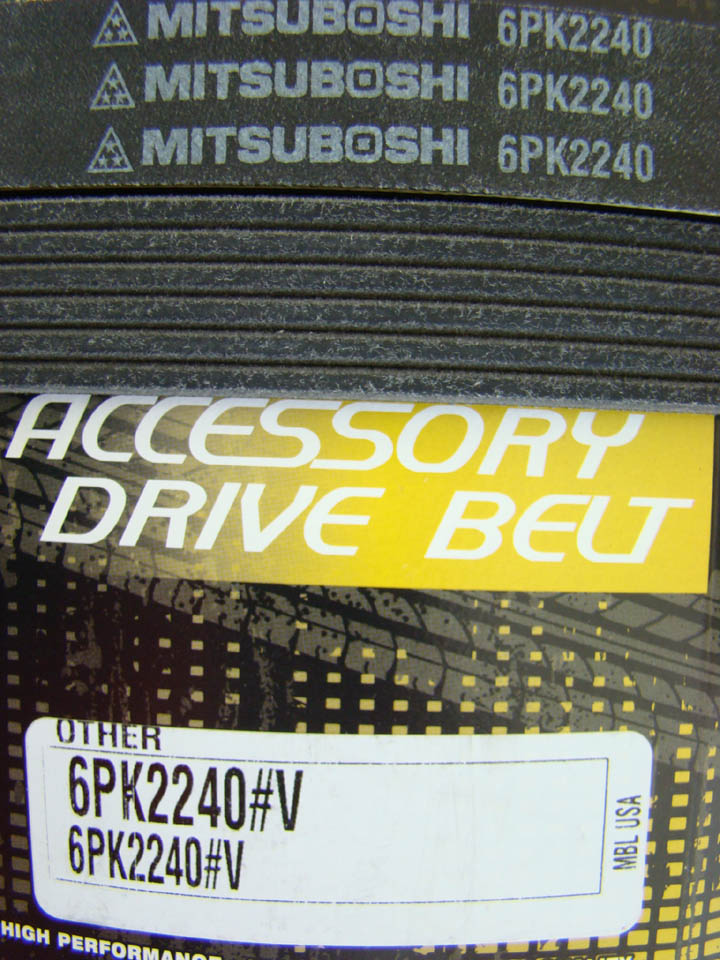 MITSUBOSHI 6PK2240
MITSUBOSHI 6PK2240
MITSUBOSHI 6PK2240
ACCESSORY
DRIVE BELT
OTHER
6PK2240#V
6PK2240#V
MBL USA
HIGH PERFORMANCE